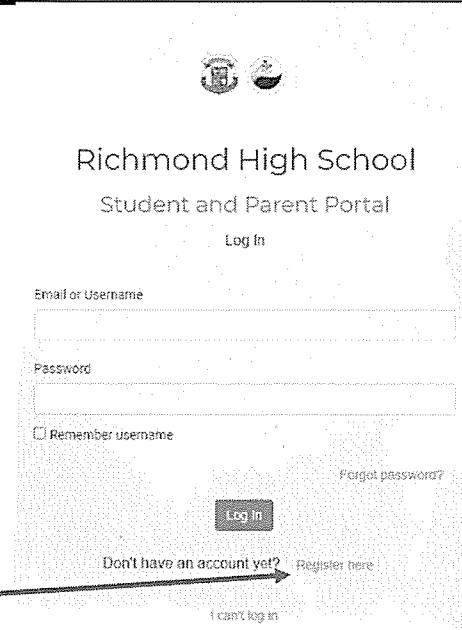 Richmond High School
Student and Parent Portal
Log In
Email or Username
Password
Remember username
Forgot password?
Log In
Don't have an account yet? Register here
I can't log in